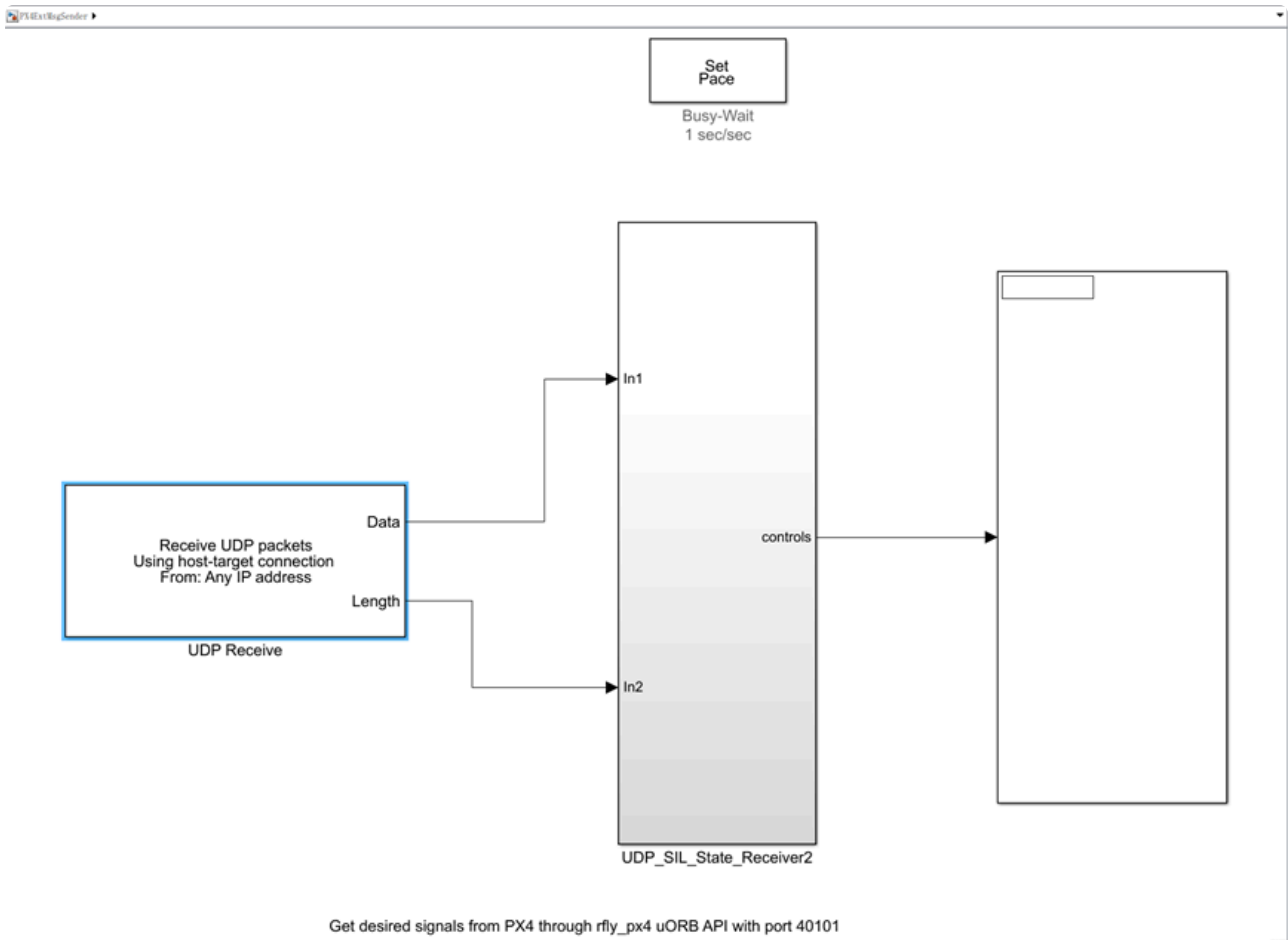 PX4ExtMsgSender
Set
Pace
Busy-Wait
1 sec/sec
In1
Data
Receive UDP packets
Using host-target connection
From: Any IP address
controls
Length
UDP Receive
In2
UDP_SIL_State_Receiver2
Get desired signals from PX4 through rfly_px4 uORB API with port 40101